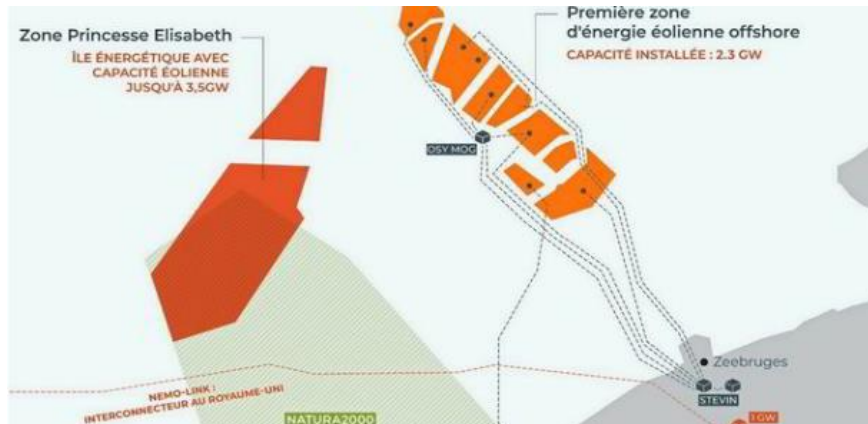 Zone Princesse Elisabeth
ÎLE ÉNERGÉTIQUE AVEC
CAPACITÉ ÉOLIENNE
JUSQU'À 3,5GW
Première zone
d'énergie éolienne offshore
CAPACITÉ INSTALLÉE : 2.3 GW
OSY MOG
Zeebruges
STEVIN
NEMO-LINK :
INTERCONNECTEUR AU ROYAUME-UNI
NATURA2000
1 GW